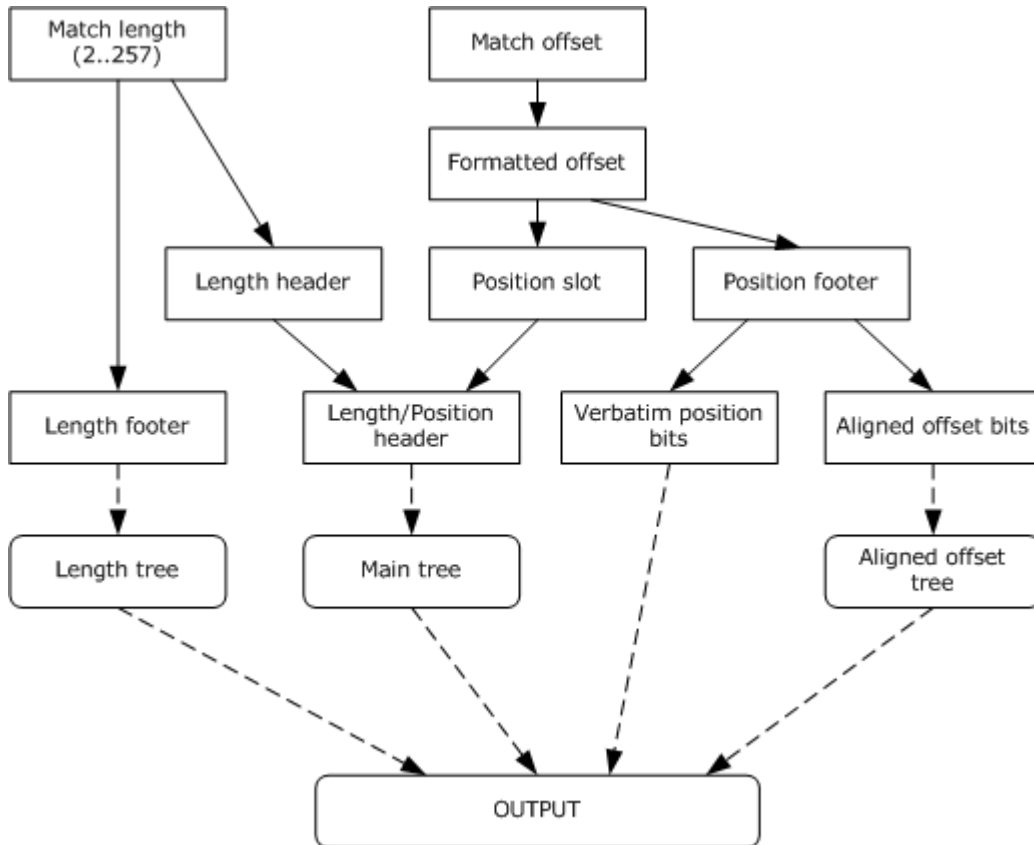 Match length
(2..257)
Match offset
Formatted offset
Length header
Position slot
Position footer
Length footer
Length/Position
header
Verbatim position
bits
Aligned offset bits
Length tree
Main tree
Aligned offset
tree
OUTPUT